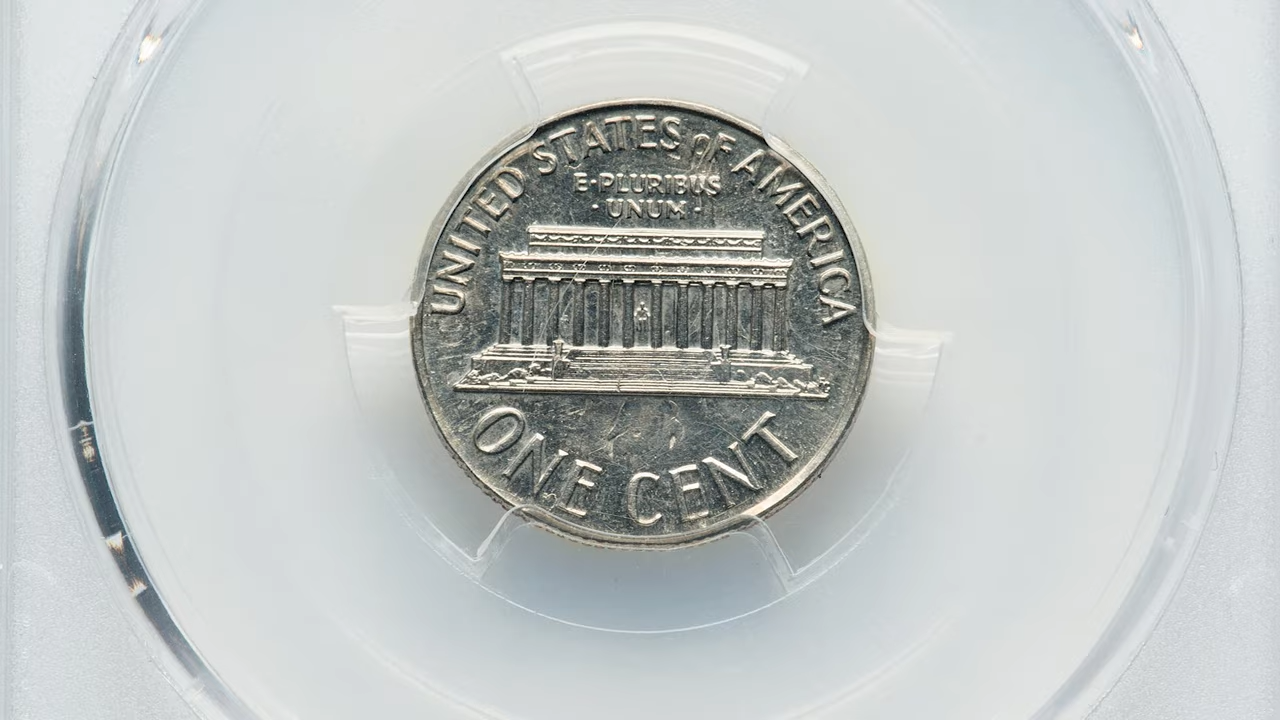 UNITED STATES OF AMERICA
E·PLURIBUS
·UNUM·
ONE CENT